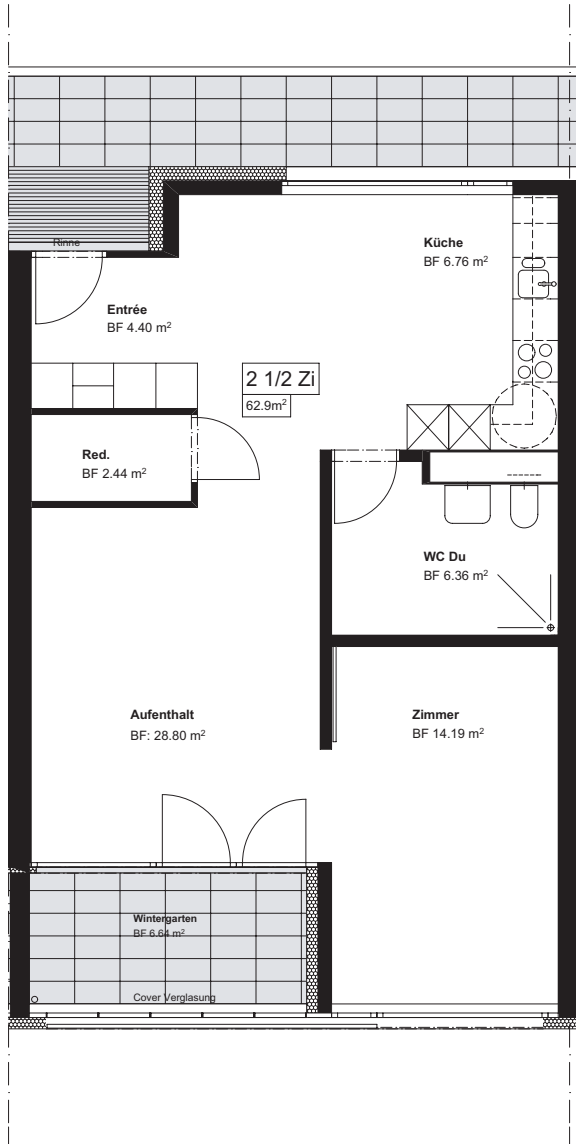 Rinne
Küche
BF 6.76 m²
Entrée
BF 4.40 m²
2 1/2 Zi
62.9m²
Red.
BF 2.44 m²
WC Du
BF 6.36 m²
Aufenthalt
BF: 28.80 m²
Zimmer
BF 14.19 m²
Wintergarten
BF 6.64 m²
Cover Verglasung